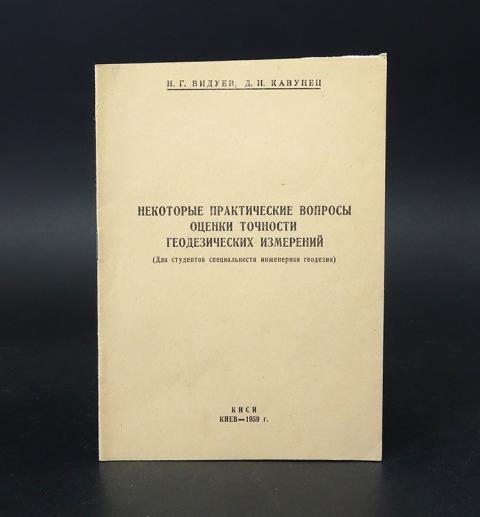 Н. Г. ВИДУЕВ, Д. И. КАВУНЕЦ
НЕКОТОРЫЕ ПРАКТИЧЕСКИЕ ВОПРОСЫ
ОЦЕНКИ ТОЧНОСТИ
ГЕОДЕЗИЧЕСКИХ ИЗМЕРЕНИЙ
(Для студентов специальности инженерная геодезия)
КИСИ
КИЕВ—1959 г.